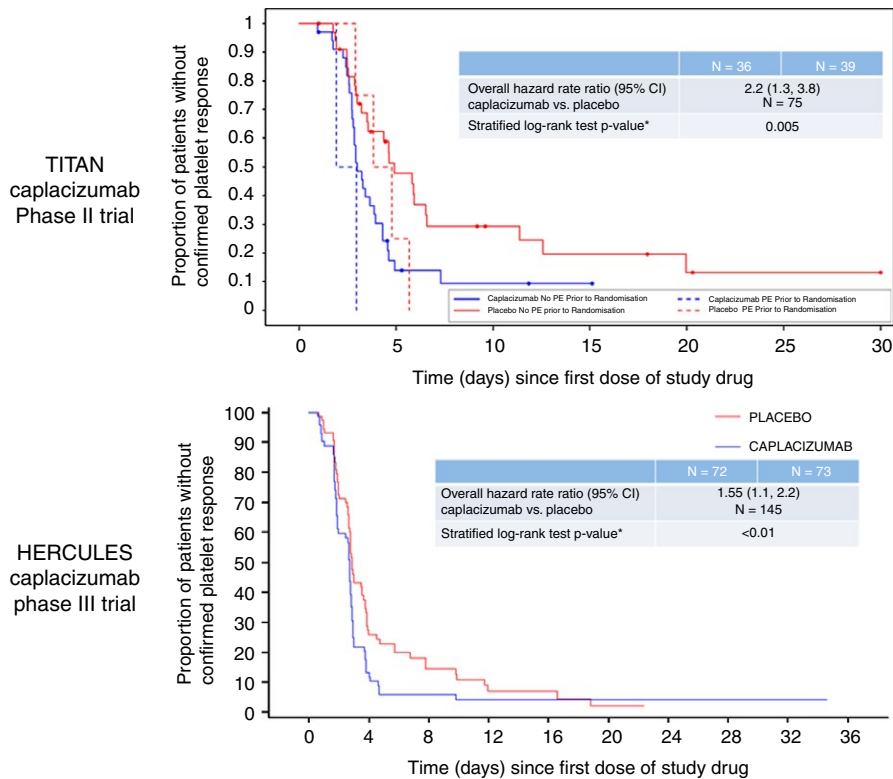 TITAN
caplacizumab
Phase II trial
Proportion of patients without
confirmed platelet response
1
0.9
0.8
0.7
0.6
0.5
0.4
0.3
0.2
0.1
0
N = 36 N = 39
Overall hazard rate ratio (95% CI)
caplacizumab vs. placebo
2.2 (1.3, 3.8)
N = 75
Stratified log-rank test p-value* 0.005
Caplacizumab No PE Prior to Randomisation
Placebo No PE prior to Randomisation
Caplacizumab PE Prior to Randomisation
Placebo PE Prior to Randomisation
0 5 10 15 20 25 30
Time (days) since first dose of study drug
HERCULES
caplacizumab
phase III trial
Proportion of patients without
confirmed platelet response
100
90
80
70
60
50
40
30
20
10
0
PLACEBO
CAPLACIZUMAB
N = 72 N = 73
Overall hazard rate ratio (95% CI)
caplacizumab vs. placebo
1.55 (1.1, 2.2)
N = 145
Stratified log-rank test p-value* <0.01
0 4 8 12 16 20 24 28 32 36
Time (days) since first dose of study drug